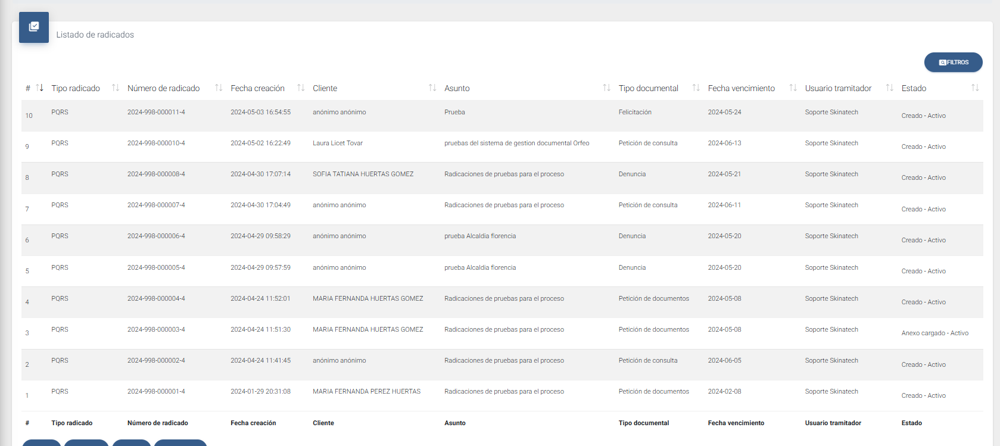 Listado de radicados
FILTROS
# Tipo radicado Número de radicado Fecha creación Cliente Asunto Tipo documental Fecha vencimiento Usuario tramitador Estado
10 PQRS 2024-998-000011-4 2024-05-03 16:54:55 anónimo anónimo Prueba Felicitación 2024-05-24 Soporte Skinatech Creado - Activo
9 PQRS 2024-998-000010-4 2024-05-02 16:22:49 Laura Licet Tovar pruebas del sistema de gestion documental Orfeo Petición de consulta 2024-06-13 Soporte Skinatech Creado - Activo
8 PQRS 2024-998-000008-4 2024-04-30 17:07:14 SOFIA TATIANA HUERTAS GOMEZ Radicaciones de pruebas para el proceso Denuncia 2024-05-21 Soporte Skinatech Creado - Activo
7 PQRS 2024-998-000007-4 2024-04-30 17:04:49 anónimo anónimo Radicaciones de pruebas para el proceso Petición de consulta 2024-06-11 Soporte Skinatech Creado - Activo
6 PQRS 2024-998-000006-4 2024-04-29 09:58:29 anónimo anónimo prueba Alcaldia florencia Denuncia 2024-05-20 Soporte Skinatech Creado - Activo
5 PQRS 2024-998-000005-4 2024-04-29 09:57:59 anónimo anónimo prueba Alcaldia florencia Denuncia 2024-05-20 Soporte Skinatech Creado - Activo
4 PQRS 2024-998-000004-4 2024-04-24 11:52:01 MARIA FERNANDA HUERTAS GOMEZ Radicaciones de pruebas para el proceso Petición de documentos 2024-05-08 Soporte Skinatech Creado - Activo
3 PQRS 2024-998-000003-4 2024-04-24 11:51:30 MARIA FERNANDA HUERTAS GOMEZ Radicaciones de pruebas para el proceso Petición de documentos 2024-05-08 Soporte Skinatech Anexo cargado - Activo
2 PQRS 2024-998-000002-4 2024-04-24 11:41:45 anónimo anónimo Radicaciones de pruebas para el proceso Petición de consulta 2024-06-05 Soporte Skinatech Creado - Activo
1 PQRS 2024-998-000001-4 2024-01-29 20:31:08 MARIA FERNANDA PEREZ HUERTAS Radicaciones de pruebas para el proceso Petición de documentos 2024-02-08 Soporte Skinatech Creado - Activo
# Tipo radicado Número de radicado Fecha creación Cliente Asunto Tipo documental Fecha vencimiento Usuario tramitador Estado